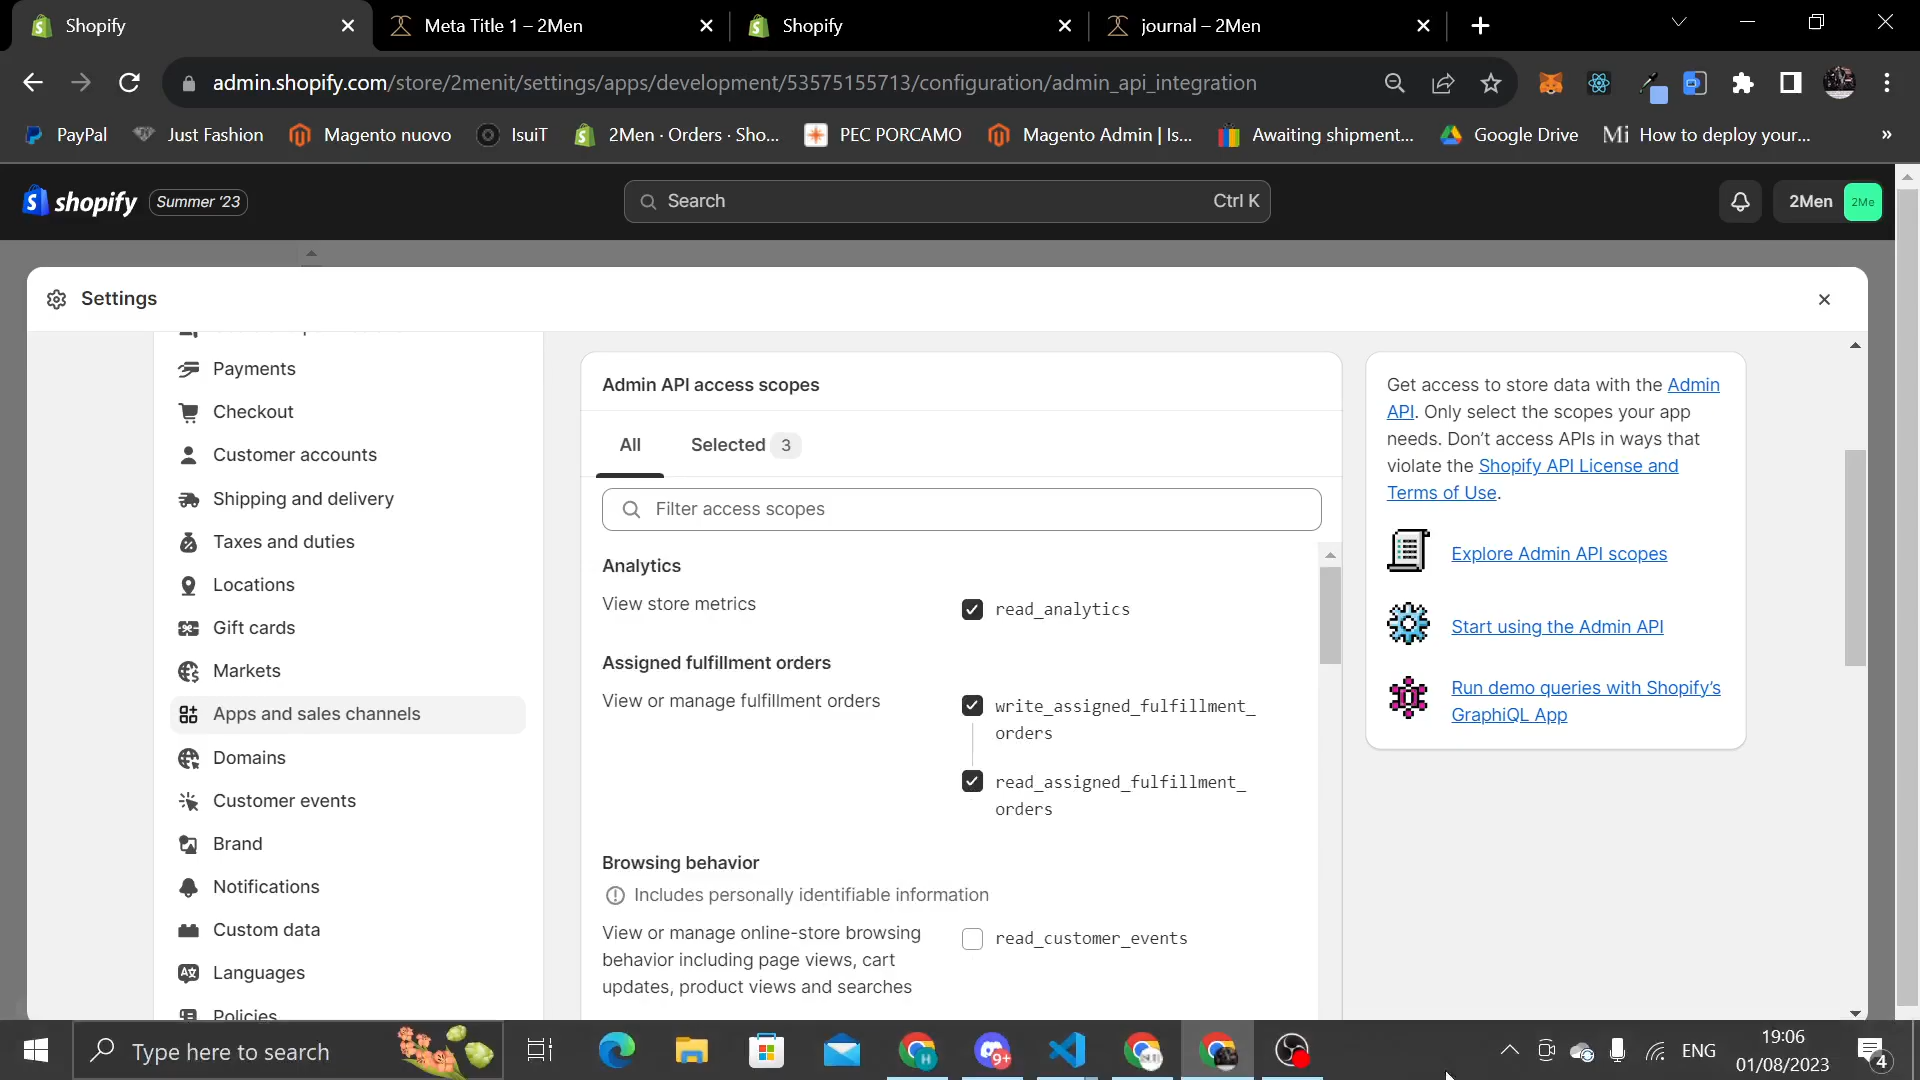 Shopify
Meta Title 1 – 2Men
Shopify
journal – 2Men
admin.shopify.com/store/2menit/settings/apps/development/53575155713/configuration/admin_api_integration
PayPal
Just Fashion
Magento nuovo
IsuiT
2Men · Orders · Sho...
PEC PORCAMO
Magento Admin | Is...
Awaiting shipment...
Google Drive
Mi
How to deploy your...
»
shopify
Summer '23
Search
Ctrl K
2Men
2Me
Settings
Payments
Checkout
Customer accounts
Shipping and delivery
Taxes and duties
Locations
Gift cards
Markets
Apps and sales channels
Domains
Customer events
Brand
Notifications
Custom data
Languages
Policies
Admin API access scopes
All
Selected 3
Filter access scopes
Analytics
View store metrics
read_analytics
Assigned fulfillment orders
View or manage fulfillment orders
write_assigned_fulfillment_
orders
read_assigned_fulfillment_
orders
Browsing behavior
Includes personally identifiable information
View or manage online-store browsing
behavior including page views, cart
updates, product views and searches
read_customer_events
Get access to store data with the Admin
API. Only select the scopes your app
needs. Don’t access APIs in ways that
violate the Shopify API License and
Terms of Use.
Explore Admin API scopes
Start using the Admin API
Run demo queries with Shopify’s
GraphiQL App
Type here to search
H
9+
ENG
19:06
01/08/2023
4